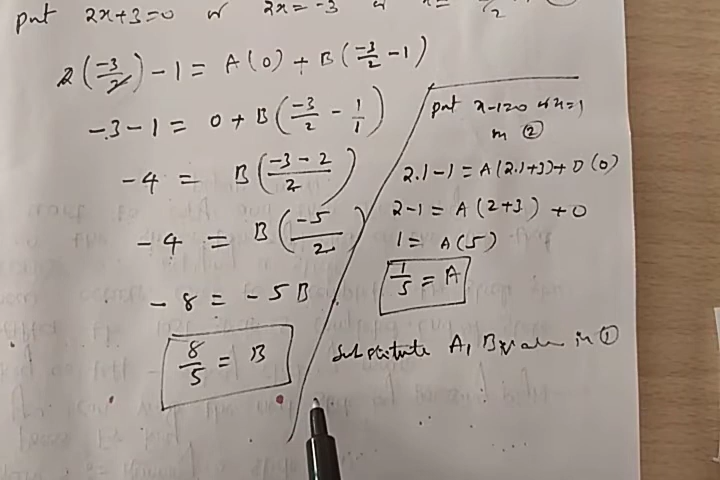 put 2x+3=0 or 2x=-3 or
2(-3/2)-1= A(0)+B(-3/2-1)
-3-1= 0+B(-3/2-1/1)
-4 = B(-3-2/2)
-4 = B(-5/2)
-8 = -5B
8/5 = B
put x-1=0 or x=1
in ②
2.1-1=A(2.1+3)+B(0)
2-1=A(2+3)+0
1= A(5)
1/5 = A
Substitute A, B value in ①